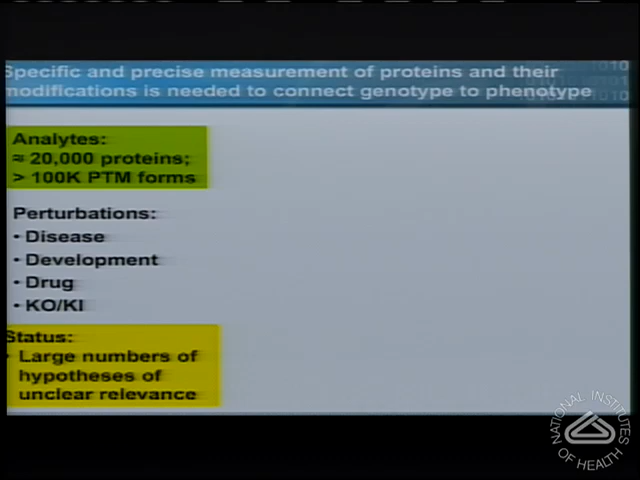 Specific and precise measurement of proteins and their
modifications is needed to connect genotype to phenotype
Analytes:
≈ 20,000 proteins;
> 100K PTM forms
Perturbations:
• Disease
• Development
• Drug
• KO/KI
Status:
• Large numbers of
hypotheses of
unclear relevance
NATIONAL INSTITUTES
OF HEALTH